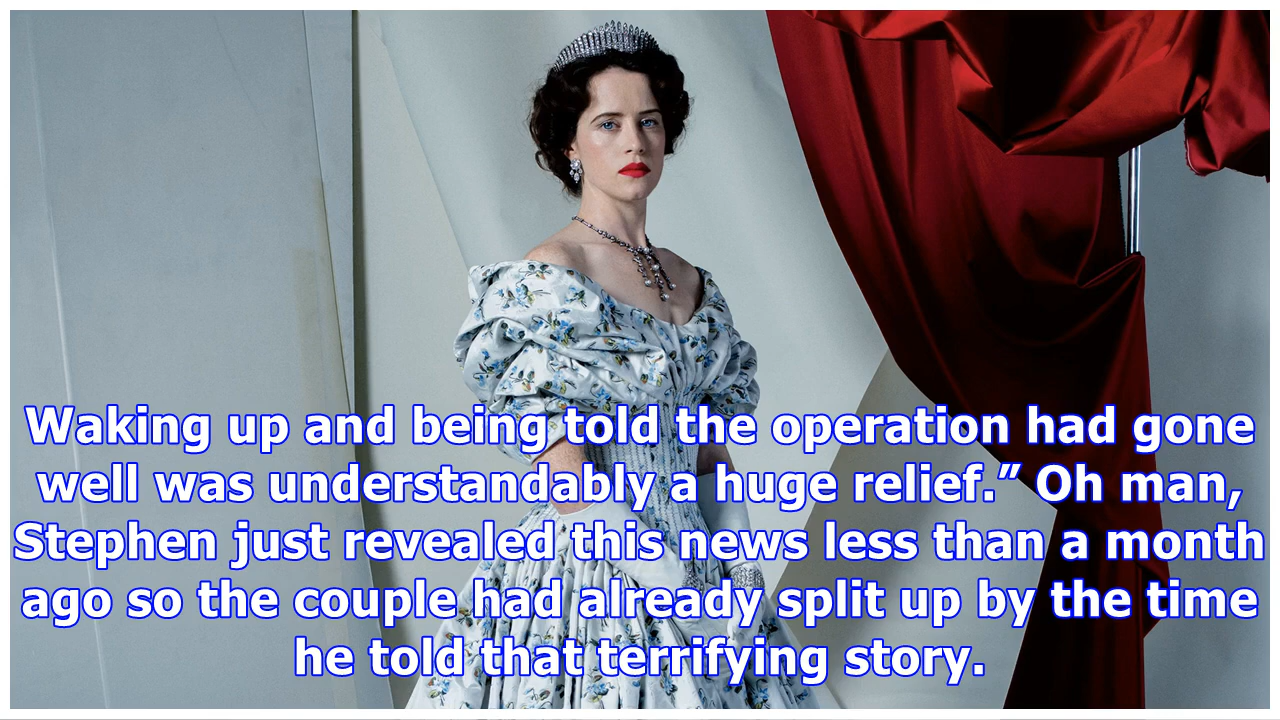 Waking up and being told the operation had gone
well was understandably a huge relief.” Oh man,
Stephen just revealed this news less than a month
ago so the couple had already split up by the time
he told that terrifying story.